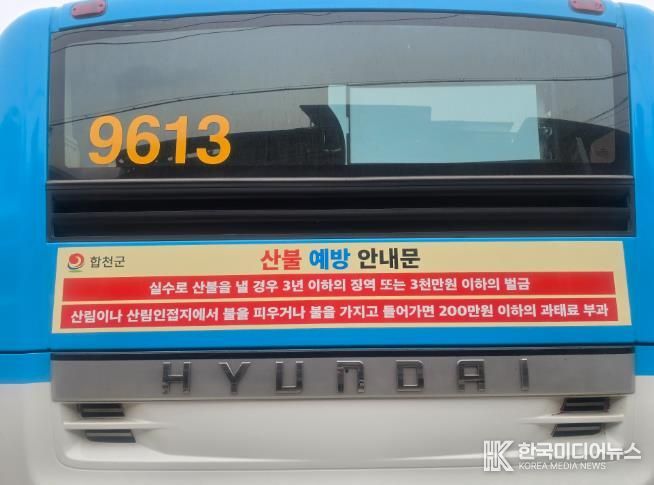 9613
합천군
산불 예방 안내문
실수로 산불을 낼 경우 3년 이하의 징역 또는 3천만원 이하의 벌금
산림이나 산림인접지에서 불을 피우거나 불을 가지고 들어가면 200만원 이하의 과태료 부과
HYUNDAI
HK 한국미디어뉴스
KOREA MEDIA NEWS